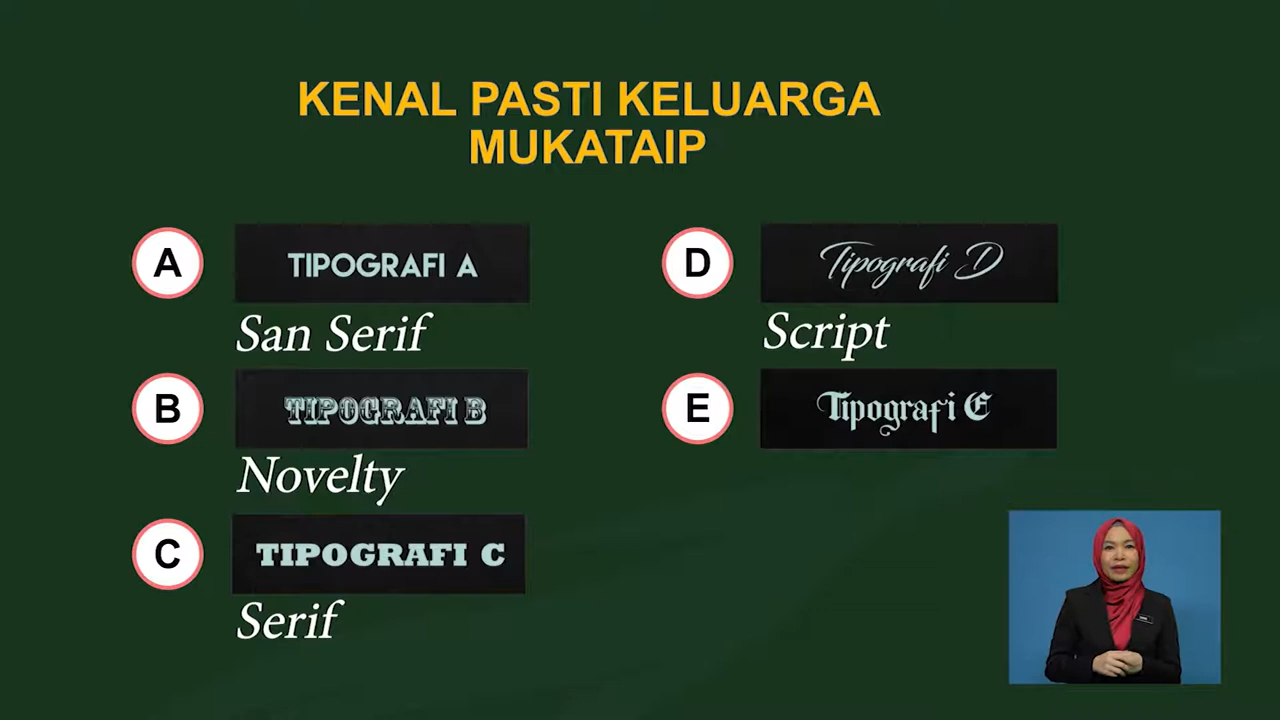 KENAL PASTI KELUARGA
MUKATAIP
A
TIPOGRAFI A
San Serif
B
TIPOGRAFI B
Novelty
C
TIPOGRAFI C
Serif
D
Tipografi D
Script
E
Tipografi E